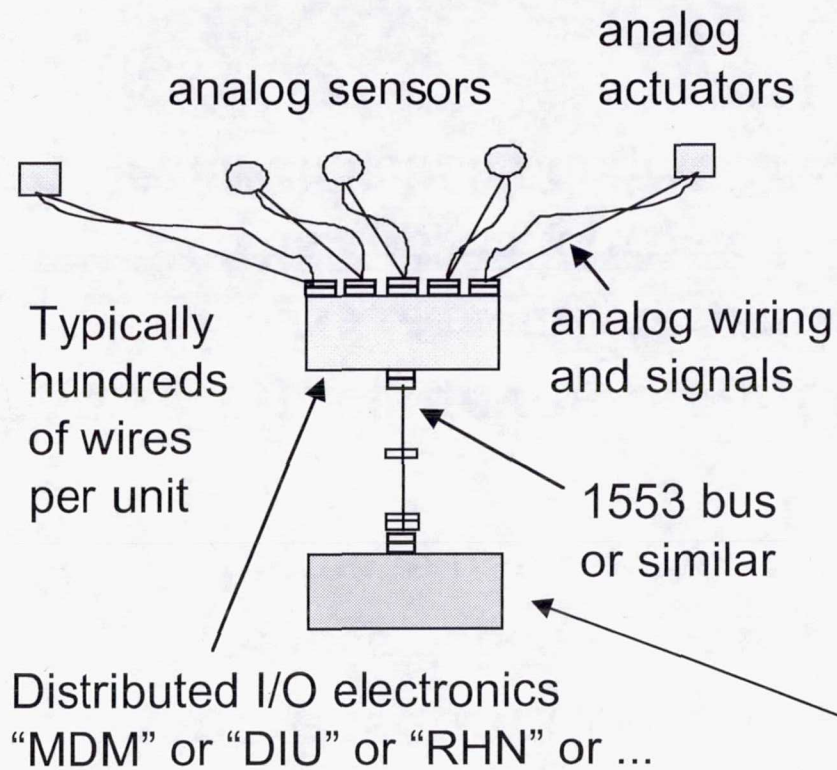 analog
actuators
analog sensors
Typically
hundreds
of wires
per unit
analog wiring
and signals
1553 bus
or similar
Distributed I/O electronics
“MDM” or “DIU” or “RHN” or ...